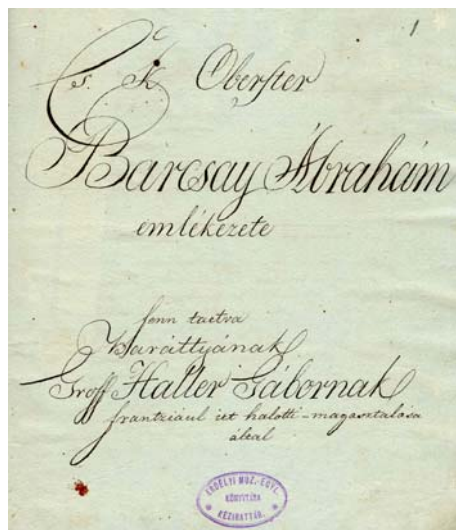 1
Cs. K. Oberster
Barcsay Ábrahám
emlékezete
fenn tartva
Baráttyának
Groff Haller Gábornak
frantziául irt halotti-magasztalása
által
ERDÉLYI MUZ.-EGYL.
KÖNYVTÁRA
KÉZIRATTÁR.